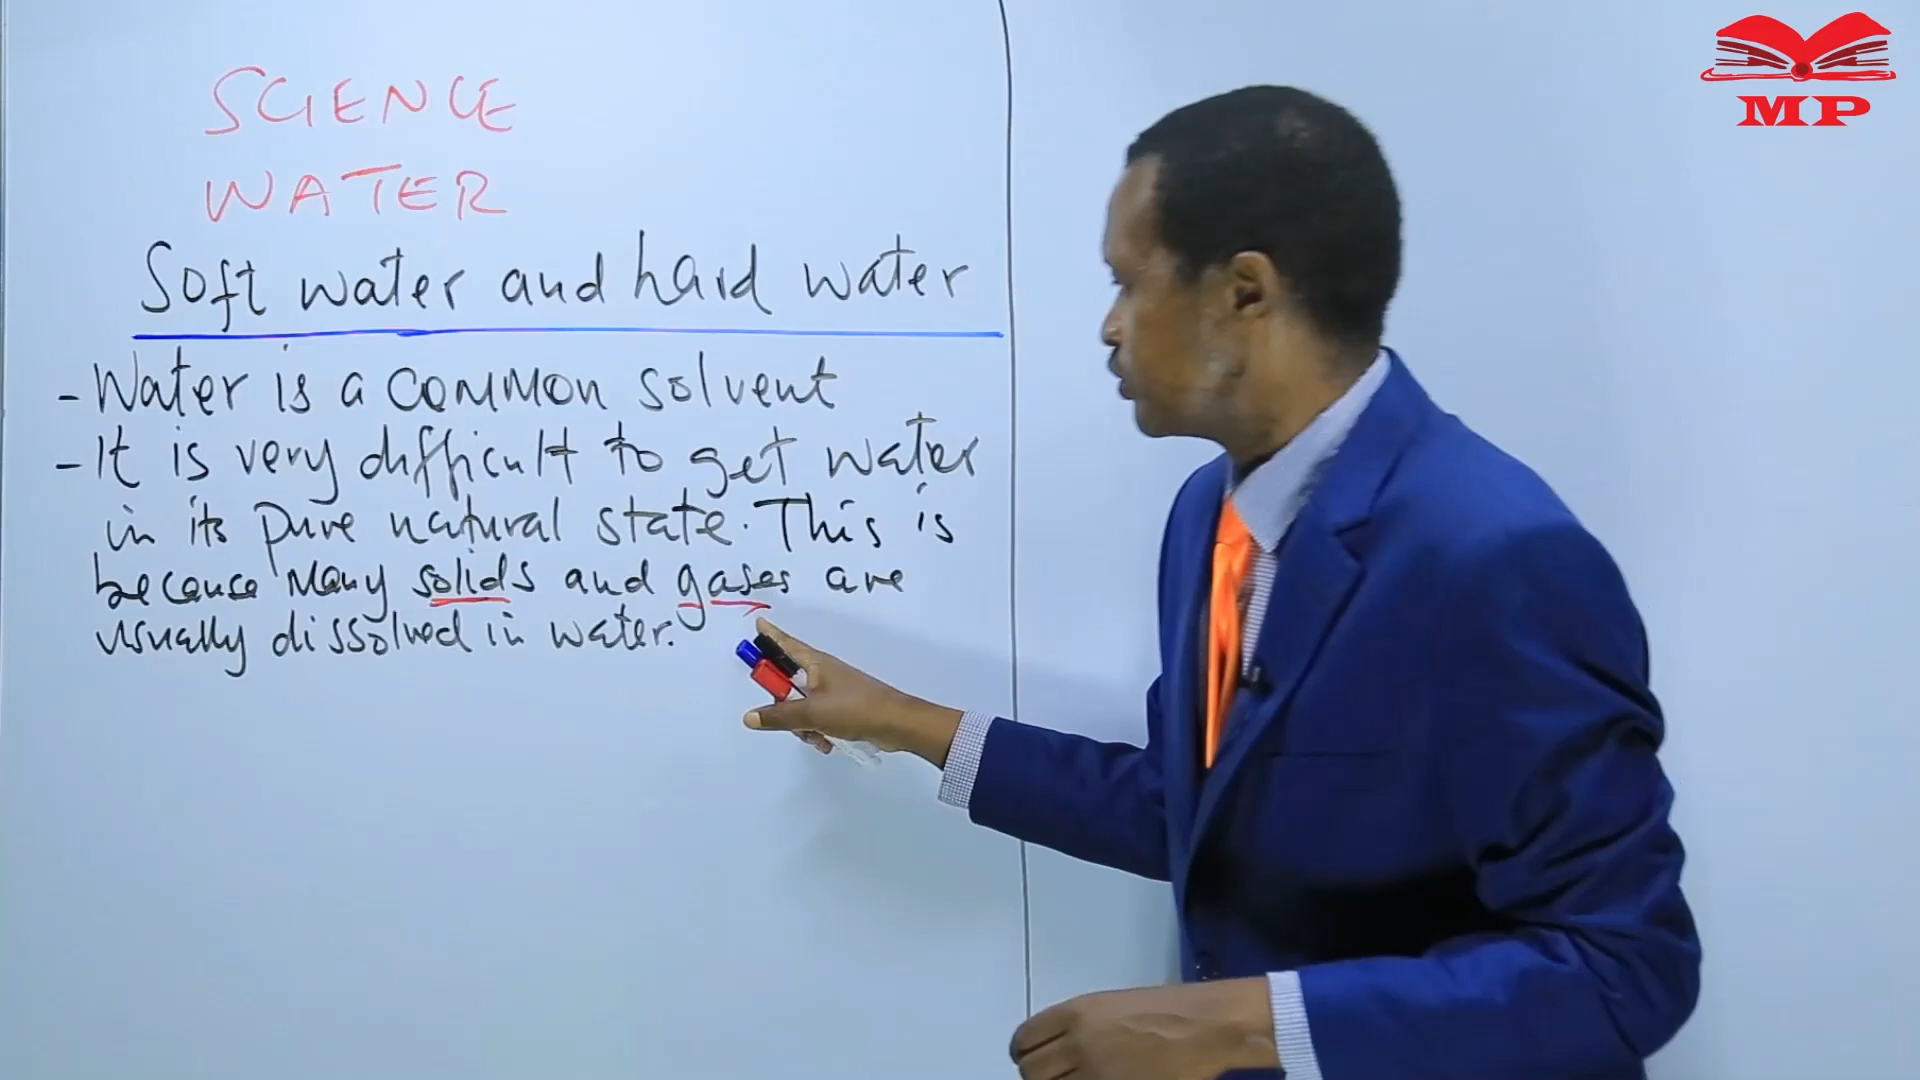 SCIENCE
WATER
Soft water and hard water
- Water is a common solvent
- It is very difficult to get water
in its pure natural state. This is
because many solids and gases are
usually dissolved in water.
MP